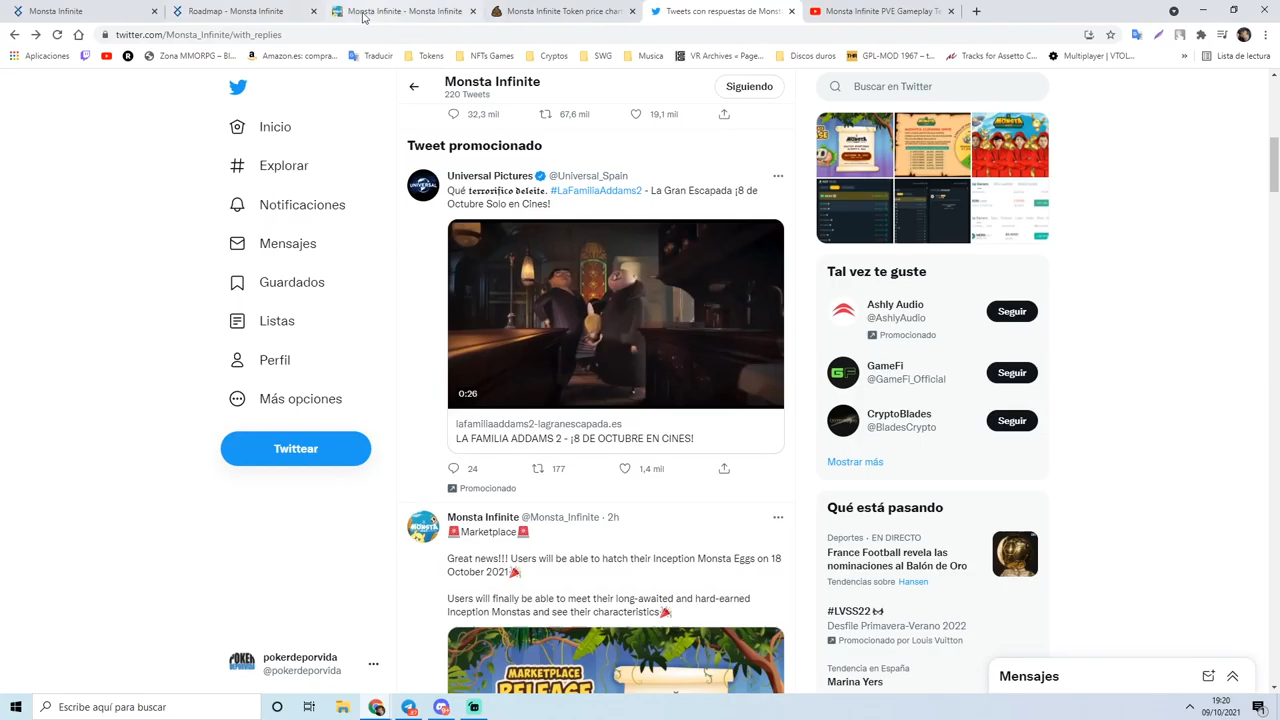 Monsta Infinite
Roadmap - Monsta Infinite
Monsta Infinite - Monsta Infinite
Monsta Infinite Token price char
Tweets con respuestas de Monst
Monsta Infinite PVE Gameplay Te
twitter.com/Monsta_Infinite/with_replies
Aplicaciones
Zona MMORPG – Bl...
Amazon.es: compra...
Traducir
Tokens
NFTs Games
Cryptos
SWG
Musica
VR Archives « Page...
Discos duros
GPL-MOD 1967 – t...
Tracks for Assetto C...
Multiplayer | VTOL...
»
Lista de lectura
Monsta Infinite
220 Tweets
Siguiendo
Buscar en Twitter
32,3 mil
67,6 mil
19,1 mil
Inicio
Explorar
Notificaciones
Mensajes
Guardados
Listas
Perfil
Más opciones
Twittear
pokerdeporvida
@pokerdeporvida
Tweet promocionado
Universal Pictures @Universal_Spain
Qué 𝖙𝖊𝖗𝖗𝖔𝖗í𝖋𝖎𝖈𝖔 𝖉𝖊𝖑𝖊𝖎𝖙𝖊. #LaFamiliaAddams2 - La Gran Escapada ¡8 de
Octubre Solo en Cines!
0:26
lafamiliaaddams2-lagranescapada.es
LA FAMILIA ADDAMS 2 - ¡8 DE OCTUBRE EN CINES!
24
177
1,4 mil
Promocionado
Monsta Infinite @Monsta_Infinite · 2h
🚨Marketplace🚨
Great news!!! Users will be able to hatch their Inception Monsta Eggs on 18
October 2021🎉
Users will finally be able to meet their long-awaited and hard-earned
Inception Monstas and see their characteristics🎉
MARKETPLACE
RELEASE
Tal vez te guste
Ashly Audio
@AshlyAudio
Promocionado
Seguir
GameFi
@GameFi_Official
Seguir
CryptoBlades
@BladesCrypto
Seguir
Mostrar más
Qué está pasando
Deportes · EN DIRECTO
France Football revela las
nominaciones al Balón de Oro
Tendencias sobre Hansen
#LVSS22
Desfile Primavera-Verano 2022
Promocionado por Louis Vuitton
Tendencia en España
Marina Yers
Mensajes
Escribe aquí para buscar
19:20
09/10/2021